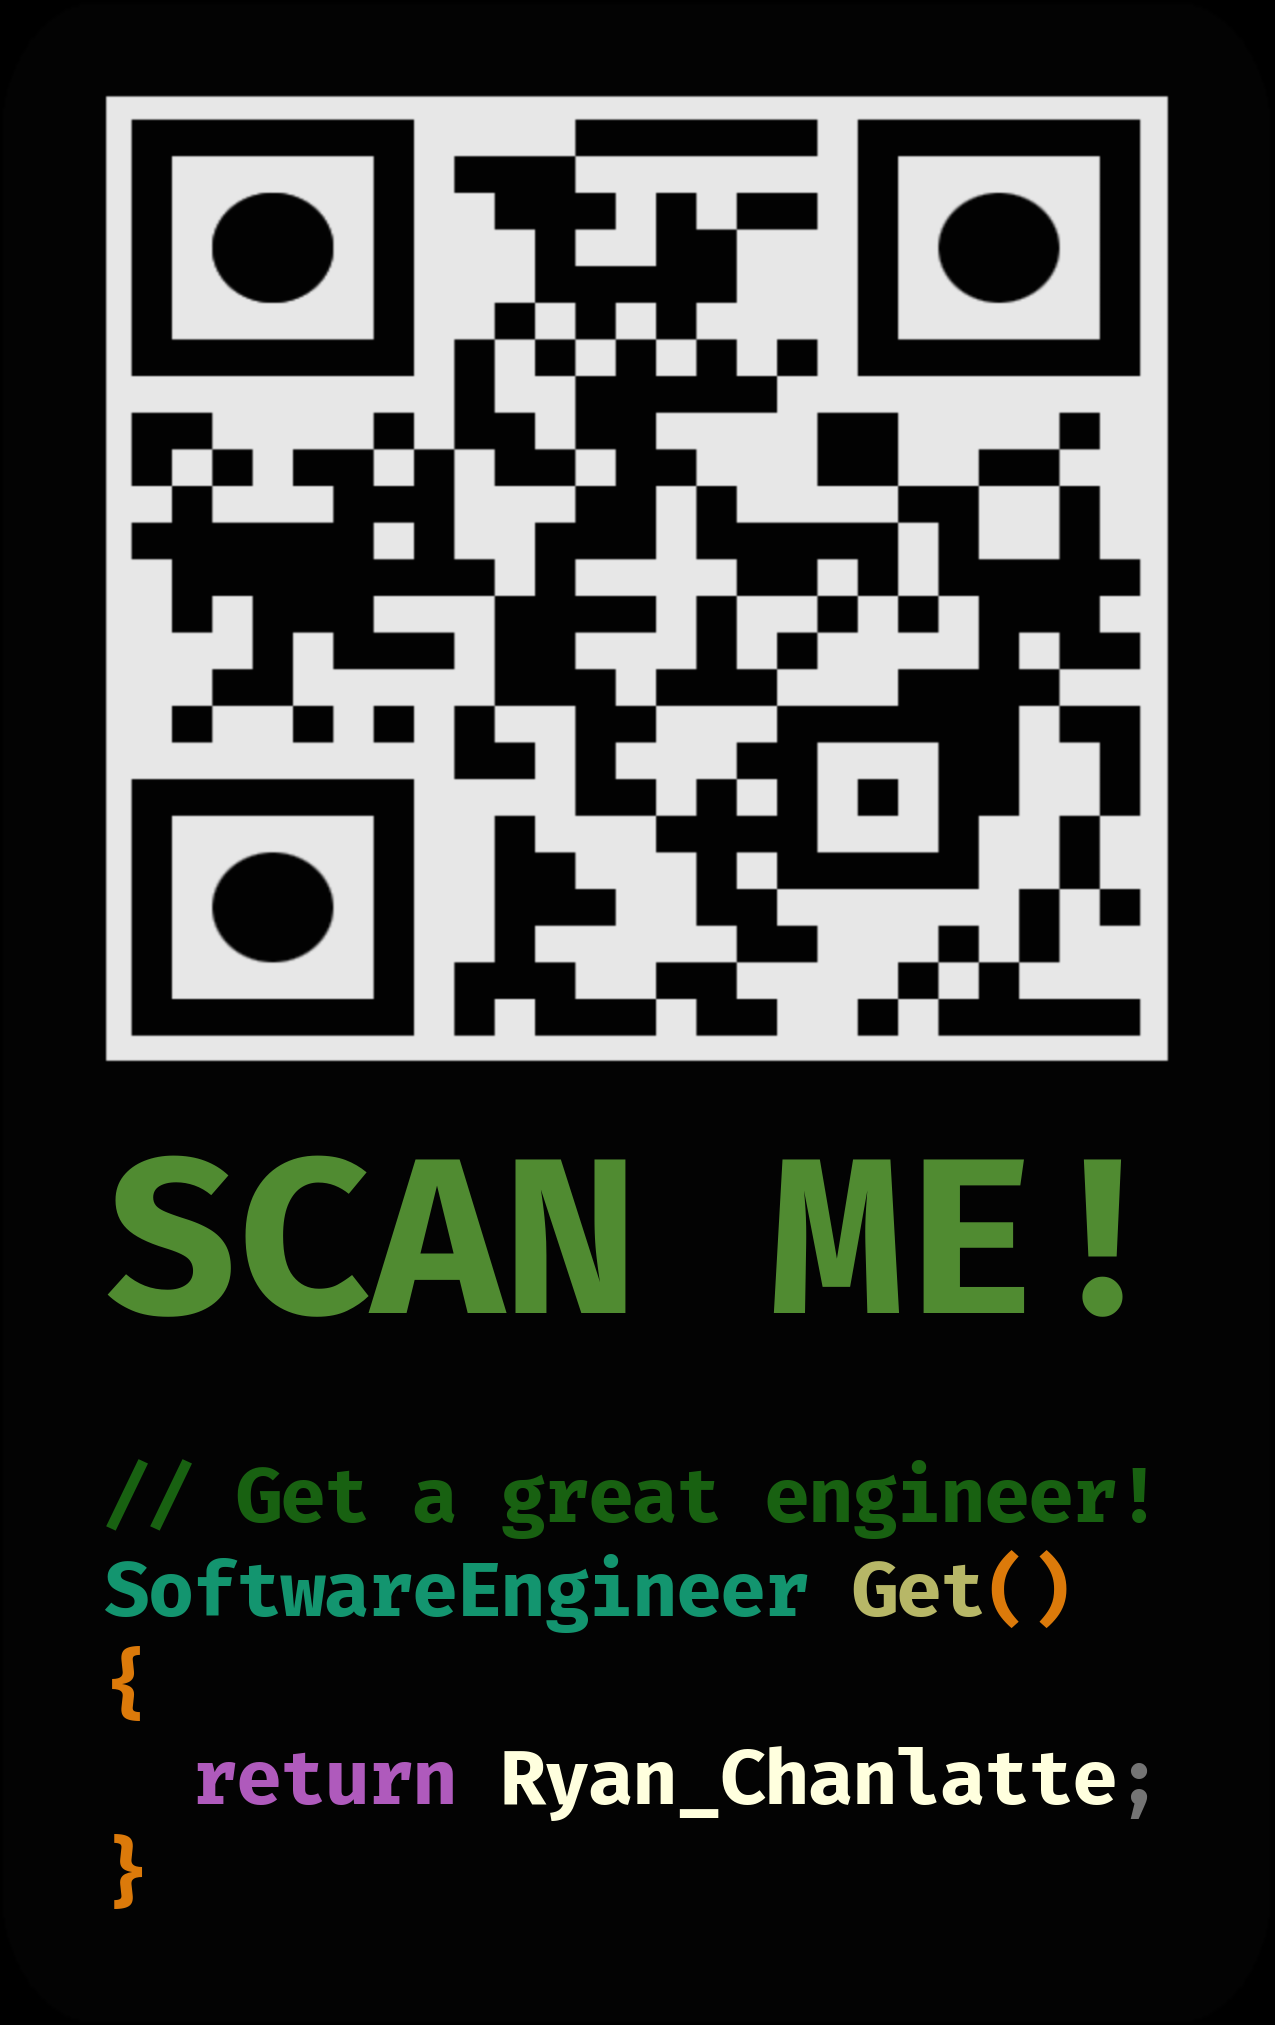 SCAN ME!
// Get a great engineer!
SoftwareEngineer Get()
{
  return Ryan_Chanlatte;
}